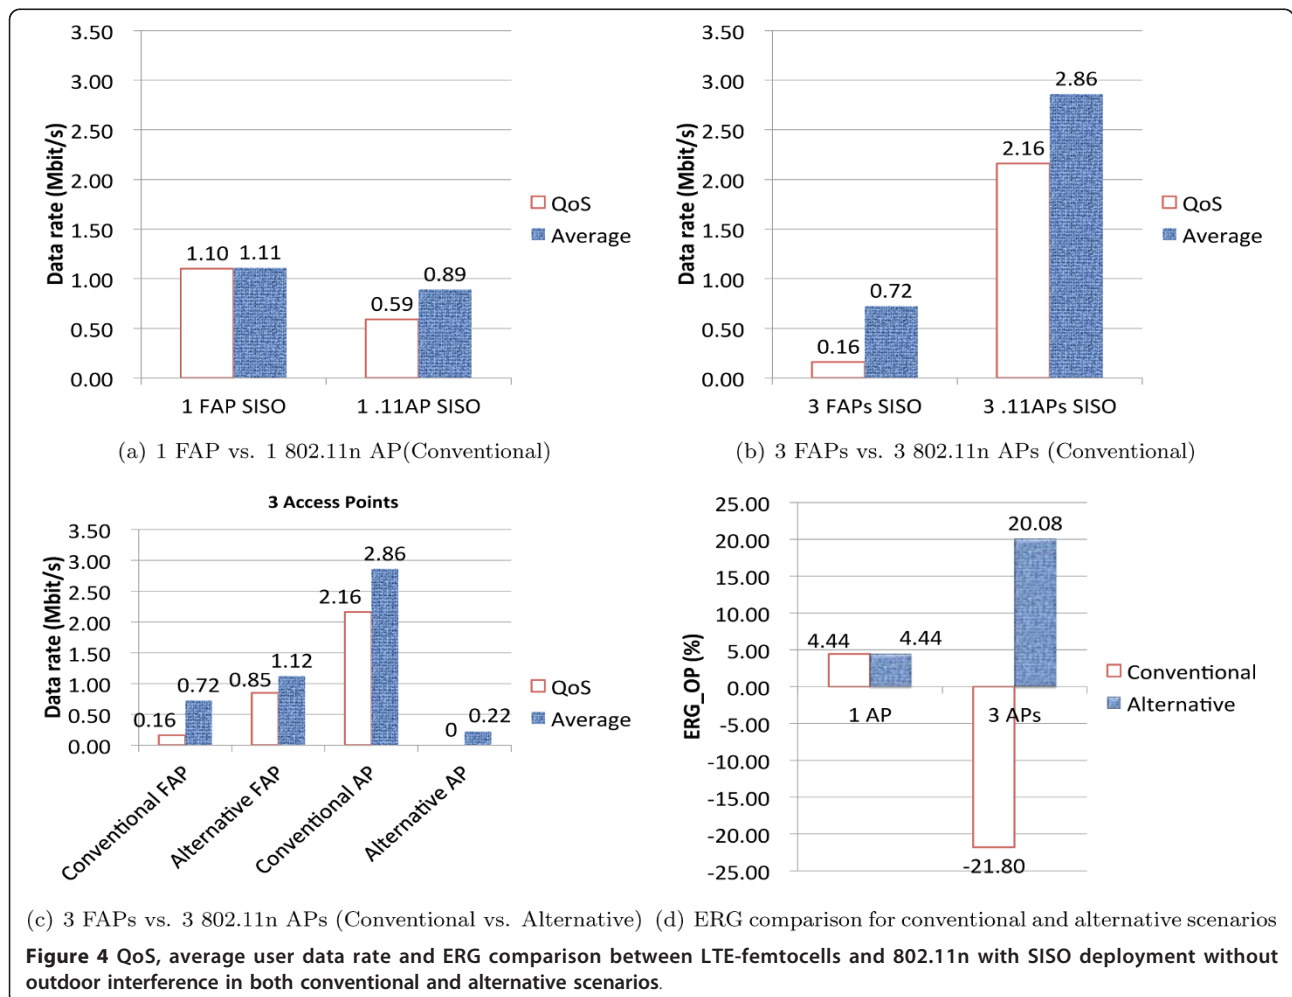 3.50
3.00
2.50
2.00
1.50
1.00
0.50
0.00
Data rate (Mbit/s)
1.10
1.11
0.59
0.89
1 FAP SISO
1 .11AP SISO
QoS
Average
(a) 1 FAP vs. 1 802.11n AP(Conventional)
3.50
3.00
2.50
2.00
1.50
1.00
0.50
0.00
Data rate (Mbit/s)
0.16
0.72
2.16
2.86
3 FAPs SISO
3 .11APs SISO
QoS
Average
(b) 3 FAPs vs. 3 802.11n APs (Conventional)
3 Access Points
3.50
3.00
2.50
2.00
1.50
1.00
0.50
0.00
Data rate (Mbit/s)
0.16
0.72
0.85
1.12
2.16
2.86
0
0.22
Conventional FAP
Alternative FAP
Conventional AP
Alternative AP
QoS
Average
(c) 3 FAPs vs. 3 802.11n APs (Conventional vs. Alternative)
25.00
20.00
15.00
10.00
5.00
0.00
-5.00
-10.00
-15.00
-20.00
-25.00
ERG_OP (%)
4.44
4.44
20.08
-21.80
1 AP
3 APs
Conventional
Alternative
(d) ERG comparison for conventional and alternative scenarios
Figure 4 QoS, average user data rate and ERG comparison between LTE-femtocells and 802.11n with SISO deployment without
outdoor interference in both conventional and alternative scenarios.